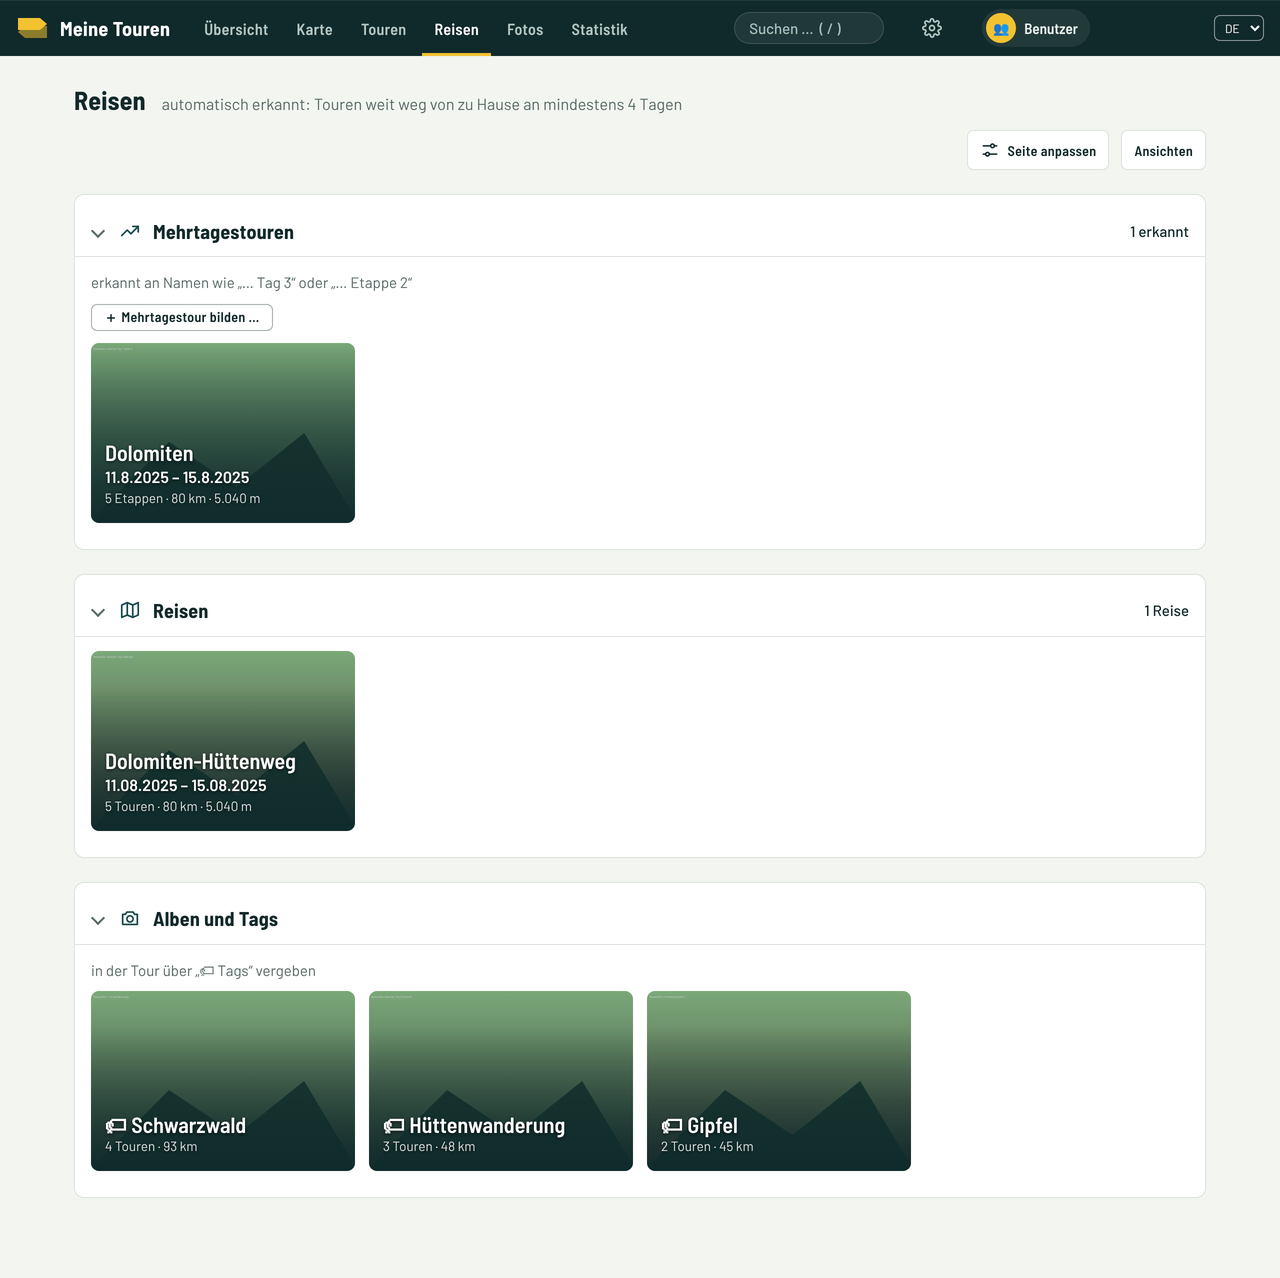 Meine Touren Übersicht Karte Touren Reisen Fotos Statistik Suchen … ( / ) Benutzer DE
Reisen automatisch erkannt: Touren weit weg von zu Hause an mindestens 4 Tagen
Seite anpassen Ansichten
Mehrtagestouren 1 erkannt
erkannt an Namen wie „… Tag 3“ oder „… Etappe 2“
+ Mehrtagestour bilden …
Dolomiten
11.8.2025 – 15.8.2025
5 Etappen · 80 km · 5.040 m
Reisen 1 Reise
Dolomiten-Hüttenweg
11.08.2025 – 15.08.2025
5 Touren · 80 km · 5.040 m
Alben und Tags
in der Tour über „🏷 Tags“ vergeben
🏷 Schwarzwald
4 Touren · 93 km
🏷 Hüttenwanderung
3 Touren · 48 km
🏷 Gipfel
2 Touren · 45 km